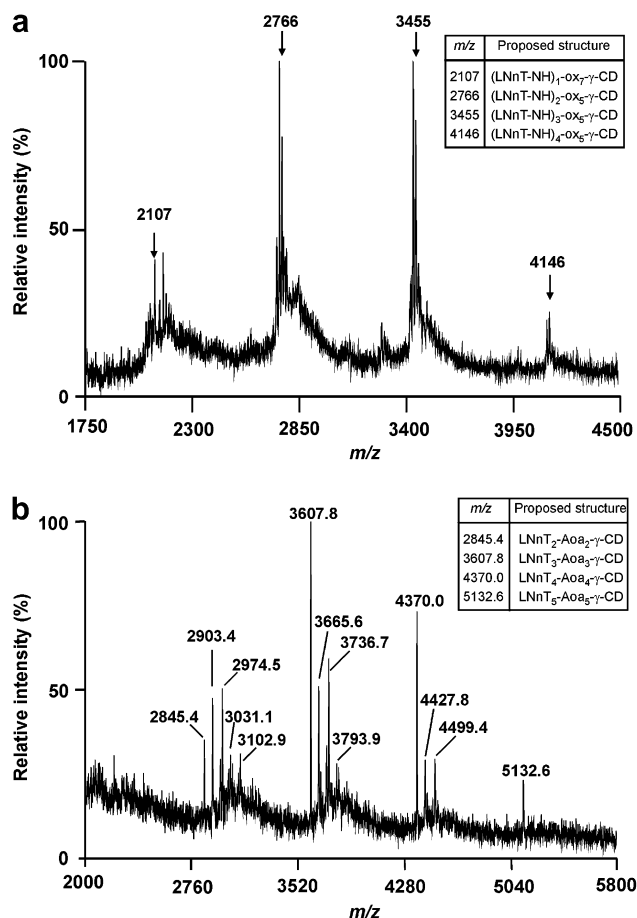 a
2766
3455
2107
4146
m/z Proposed structure
2107 (LNnT-NH)₁-ox₇-γ-CD
2766 (LNnT-NH)₂-ox₅-γ-CD
3455 (LNnT-NH)₃-ox₅-γ-CD
4146 (LNnT-NH)₄-ox₅-γ-CD
Relative intensity (%)
100
50
0
1750 2300 2850 3400 3950 4500
m/z
b
3607.8
4370.0
3665.6
3736.7
2903.4
2974.5
4427.8
2845.4
3031.1
4499.4
3102.9
3793.9
5132.6
m/z Proposed structure
2845.4 LNnT₂-Aoa₂-γ-CD
3607.8 LNnT₃-Aoa₃-γ-CD
4370.0 LNnT₄-Aoa₄-γ-CD
5132.6 LNnT₅-Aoa₅-γ-CD
Relative intensity (%)
100
50
0
2000 2760 3520 4280 5040 5800
m/z